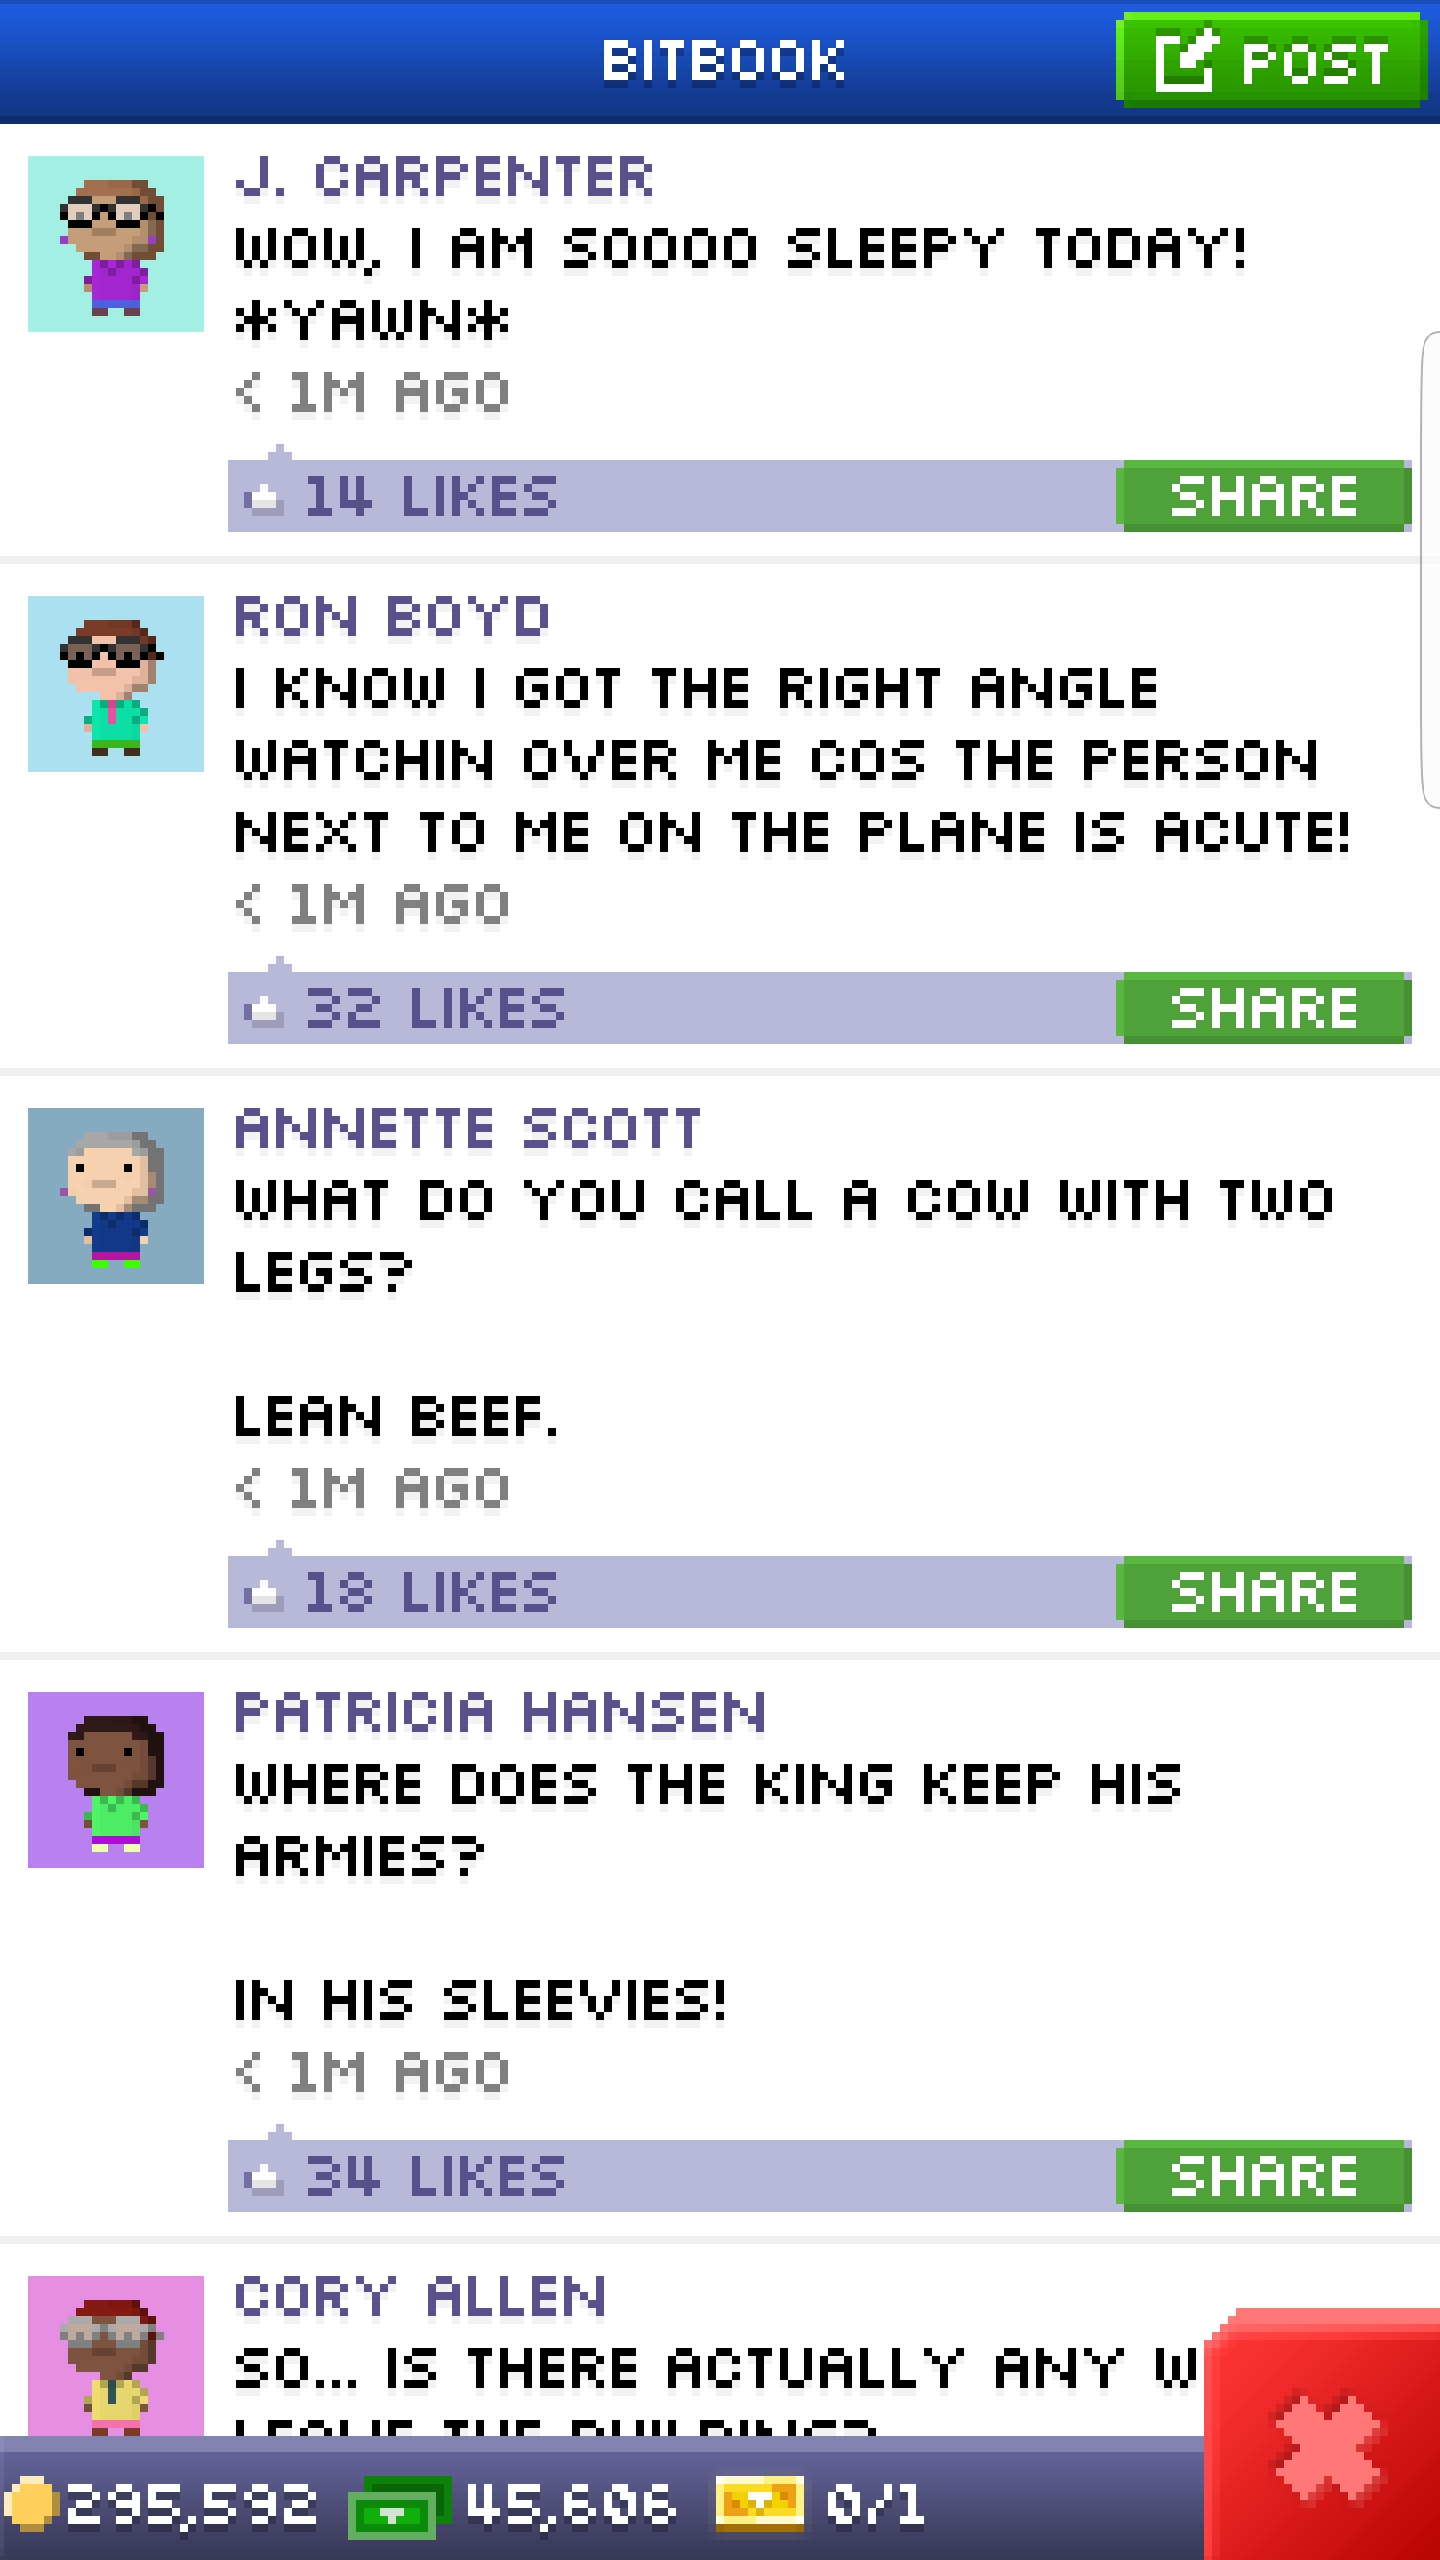 BITBOOK
POST
J. CARPENTER
WOW, I AM SOOOO SLEEPY TODAY!
*YAWN*
< 1M AGO
14 LIKES
SHARE
RON BOYD
I KNOW I GOT THE RIGHT ANGLE
WATCHIN OVER ME COS THE PERSON
NEXT TO ME ON THE PLANE IS ACUTE!
< 1M AGO
32 LIKES
SHARE
ANNETTE SCOTT
WHAT DO YOU CALL A COW WITH TWO
LEGS?
LEAN BEEF.
< 1M AGO
18 LIKES
SHARE
PATRICIA HANSEN
WHERE DOES THE KING KEEP HIS
ARMIES?
IN HIS SLEEVIES!
< 1M AGO
34 LIKES
SHARE
CORY ALLEN
SO... IS THERE ACTUALLY ANY
LEAVE THE BUILDING?
295,592
45,606
0/1